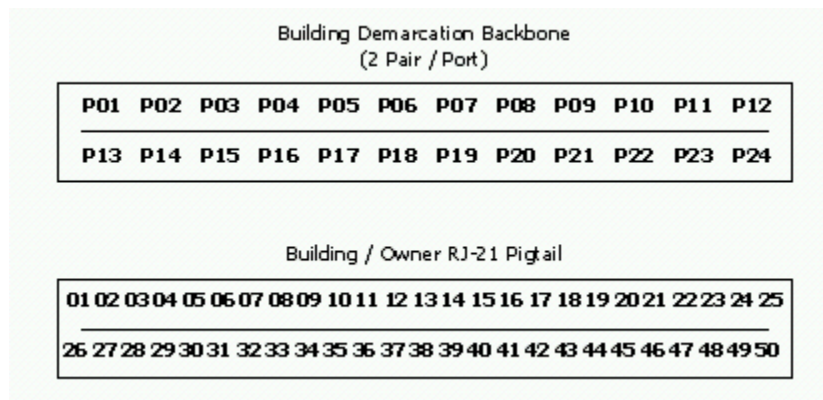 Building Demarcation Backbone
(2 Pair / Port)
P01 P02 P03 P04 P05 P06 P07 P08 P09 P10 P11 P12
P13 P14 P15 P16 P17 P18 P19 P20 P21 P22 P23 P24
Building / Owner RJ-21 Pigtail
01 02 03 04 05 06 07 08 09 10 11 12 13 14 15 16 17 18 19 20 21 22 23 24 25
26 27 28 29 30 31 32 33 34 35 36 37 38 39 40 41 42 43 44 45 46 47 48 49 50